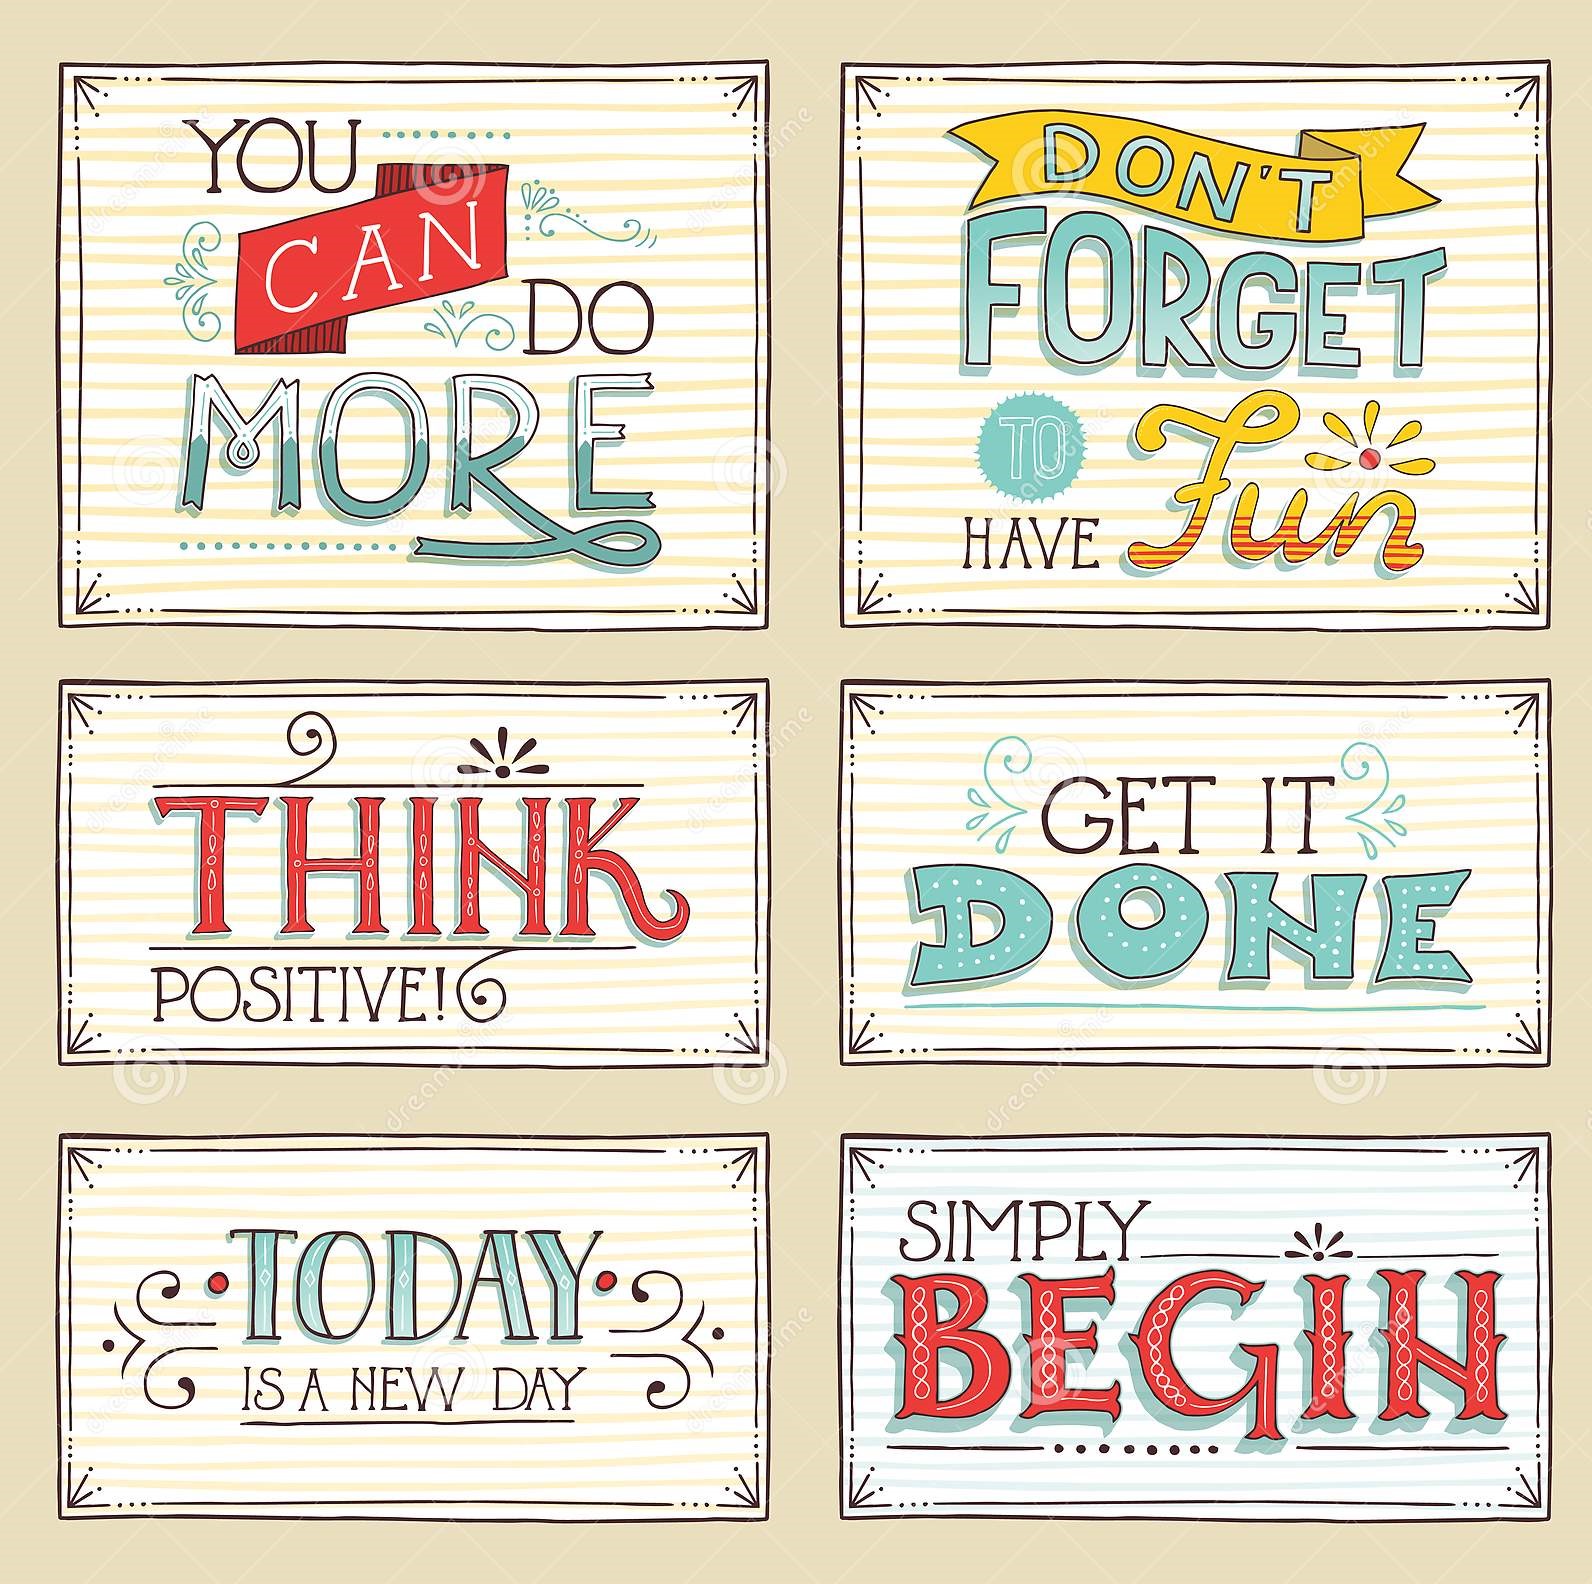 YOU
CAN
DO
MORE
DON'T
FORGET
TO
HAVE Fun
THINK
POSITIVE!
GET IT
DONE
TODAY
IS A NEW DAY
SIMPLY
BEGIN
dreamstime